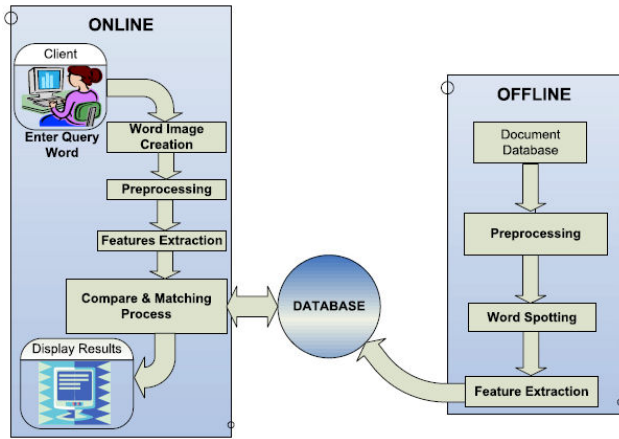 ONLINE
Client
Enter Query
Word
Word Image
Creation
Preprocessing
Features Extraction
Compare & Matching
Process
Display Results
DATABASE
OFFLINE
Document
Database
Preprocessing
Word Spotting
Feature Extraction